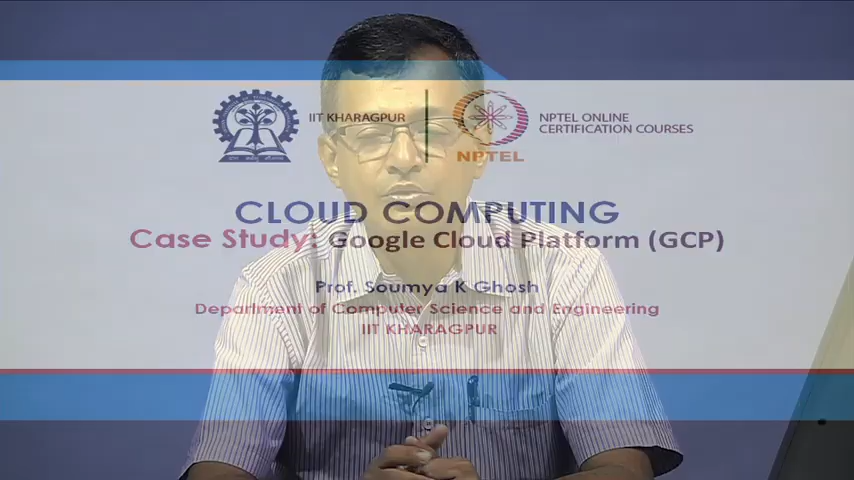 IIT KHARAGPUR
NPTEL ONLINE
CERTIFICATION COURSES
NPTEL
CLOUD COMPUTING
Case Study: Google Cloud Platform (GCP)
Prof. Soumya K Ghosh
Department of Computer Science and Engineering
IIT KHARAGPUR